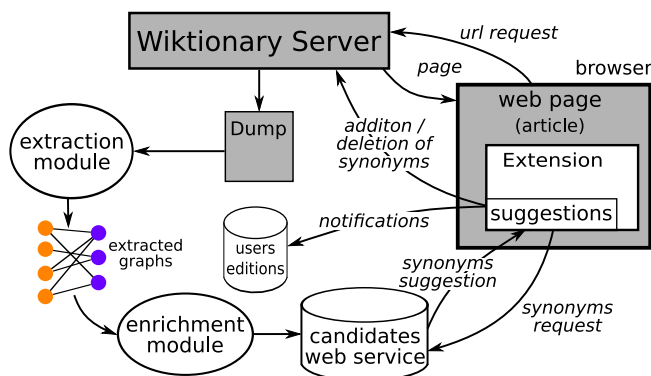 Wiktionary Server
url request
page
browser
web page
(article)
Dump
additon /
deletion of
synonyms
extraction
module
Extension
suggestions
notifications
users
editions
extracted
graphs
synonyms
suggestion
synonyms
request
enrichment
module
candidates
web service